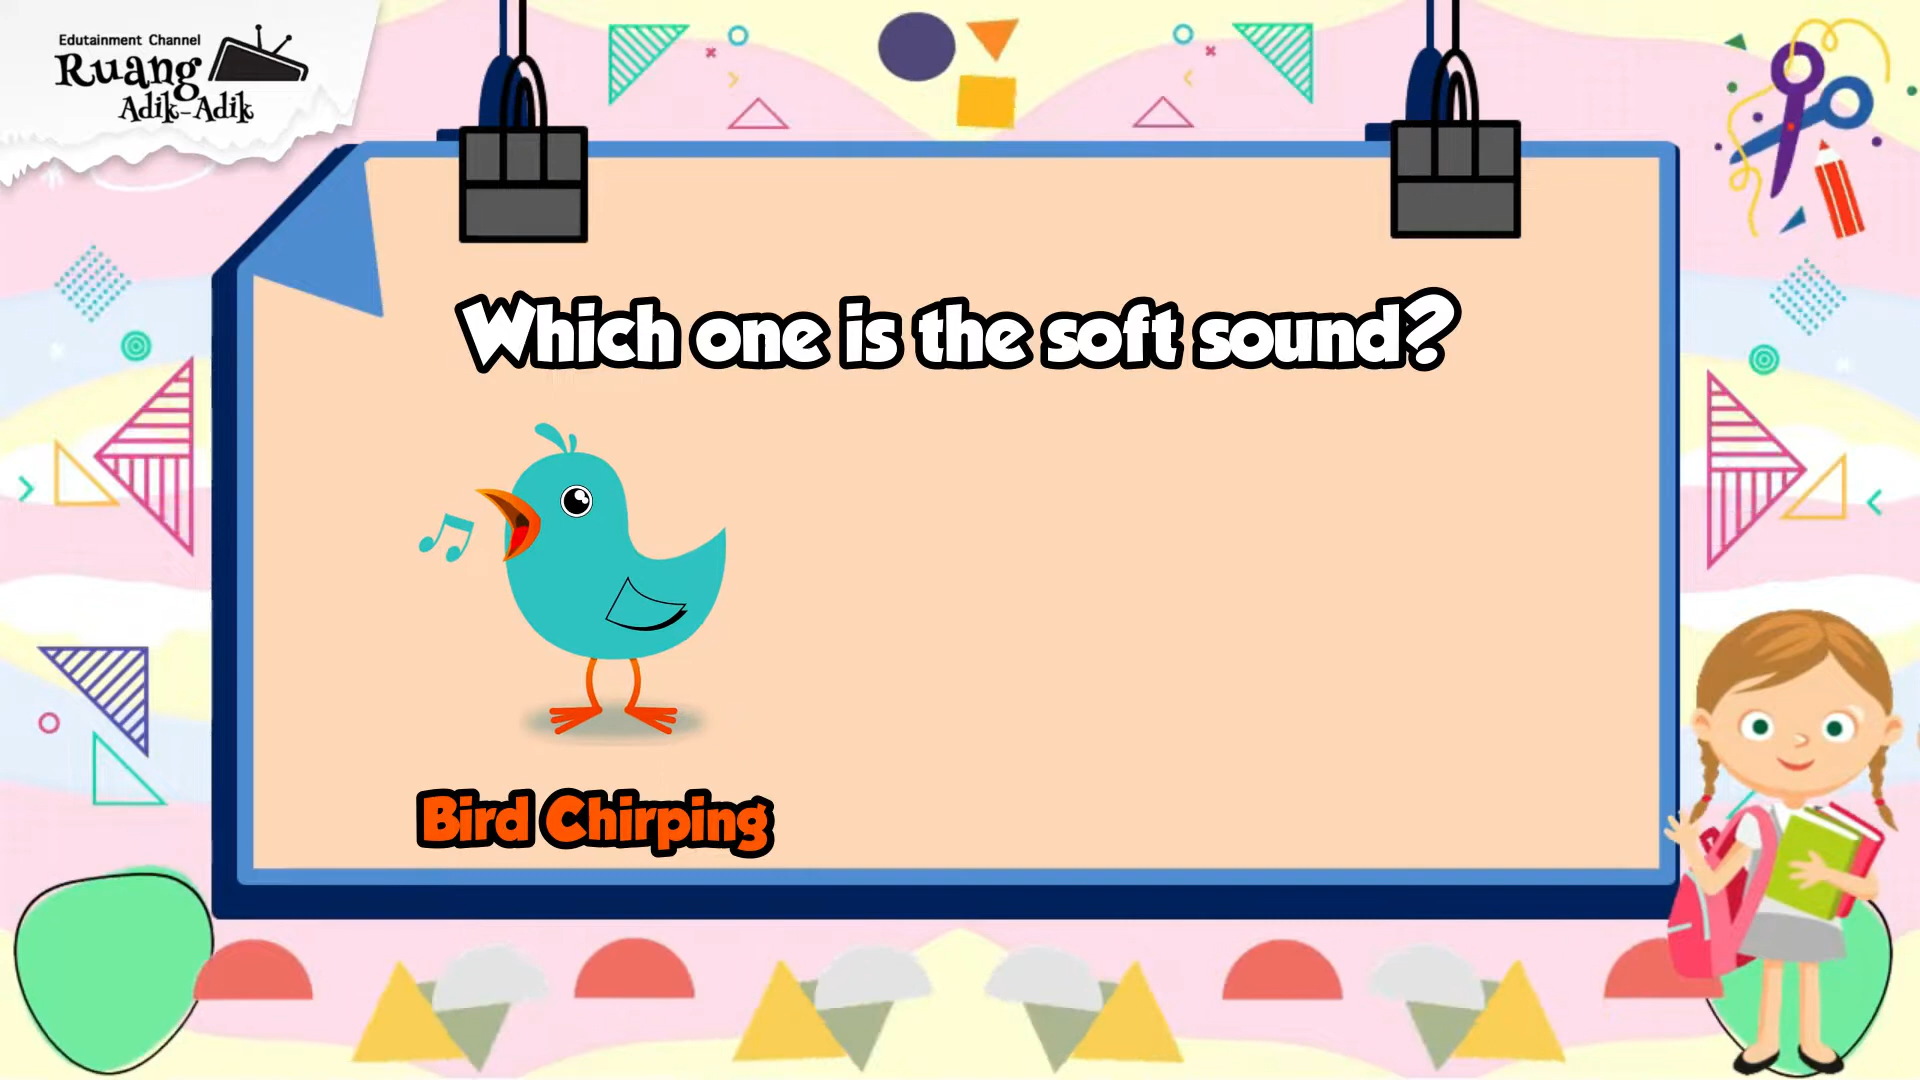 Edutainment Channel
Ruang
Adik-Adik
Which one is the soft sound?
Bird Chirping